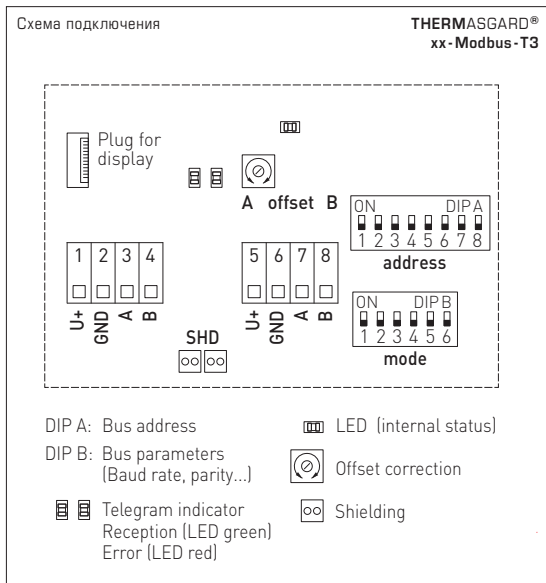 Схема подключения
THERMASGARD®
xx-Modbus-T3
Plug for
display
A offset B
ON DIP A
1 2 3 4 5 6 7 8
address
1 2 3 4
U+ GND A B
5 6 7 8
U+ GND A B
SHD
ON DIP B
1 2 3 4 5 6
mode
DIP A: Bus address
DIP B: Bus parameters
(Baud rate, parity...)
Telegram indicator
Reception (LED green)
Error (LED red)
LED (internal status)
Offset correction
Shielding